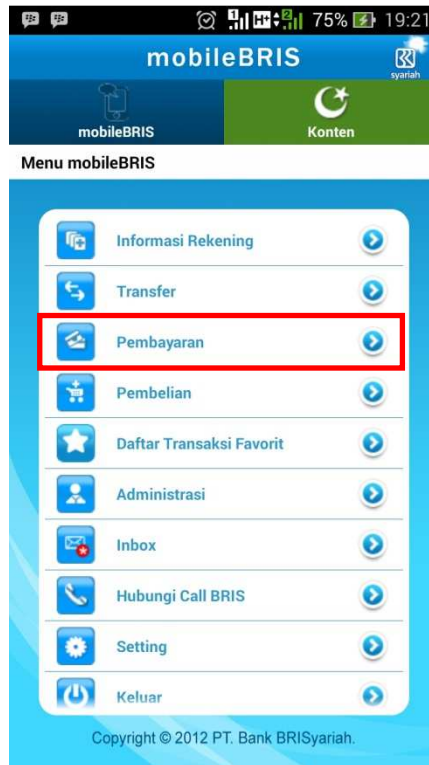 75% 19:21
mobileBRIS
syariah
mobileBRIS
Konten
Menu mobileBRIS
Informasi Rekening
Transfer
Pembayaran
Pembelian
Daftar Transaksi Favorit
Administrasi
Inbox
Hubungi Call BRIS
Setting
Keluar
Copyright © 2012 PT. Bank BRISyariah.